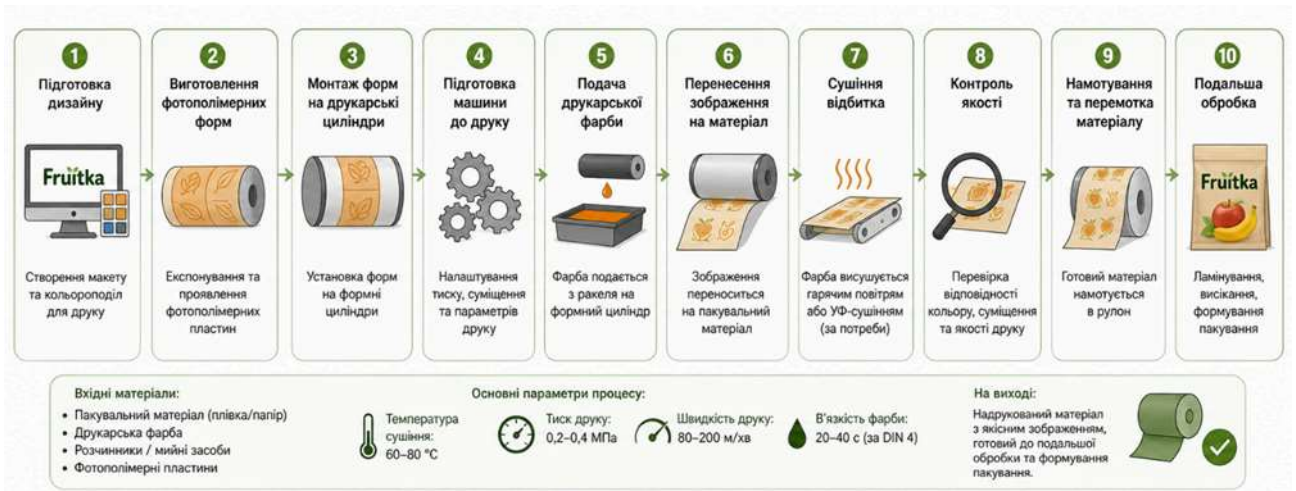 1
Підготовка
дизайну
Fruitka
Створення макету
та кольороподіл
для друку
2
Виготовлення
фотополімерних
форм
Експонування та
проявлення
фотополімерних
пластин
3
Монтаж форм
на друкарські
циліндри
Установка форм
на формні
циліндри
4
Підготовка
машини
до друку
Налаштування
тиску, суміщення
та параметрів
друку
5
Подача
друкарської
фарби
Фарба подається
з ракеля на
формний циліндр
6
Перенесення
зображення
на матеріал
Зображення
переноситься
на пакувальний
матеріал
7
Сушіння
відбитка
Фарба висушується
гарячим повітрям
або УФ-сушінням
(за потреби)
8
Контроль
якості
Перевірка
відповідності
кольору, суміщення
та якості друку
9
Намотування
та перемотка
матеріалу
Готовий матеріал
намотується
в рулон
10
Подальша
обробка
Fruitka
Ламінування,
висікання,
формування
пакування
Вхідні матеріали:
• Пакувальний матеріал (плівка/папір)
• Друкарська фарба
• Розчинники / мийні засоби
• Фотополімерні пластини
Основні параметри процесу:
Температура
сушіння:
60–80 °C
Тиск друку:
0,2–0,4 МПа
Швидкість друку:
80–200 м/хв
В'язкість фарби:
20–40 с (за DIN 4)
На виході:
Надрукований матеріал
з якісним зображенням,
готовий до подальшої
обробки та формування
пакування.